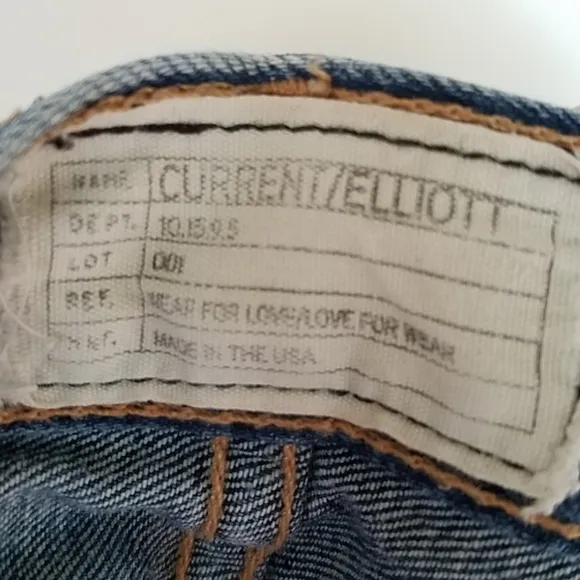 NAME CURRENT/ELLIOTT
DEPT. 10.15.9.5
LOT 001
REF. WEAR FOR LOVE/LOVE FOR WEAR
MADE IN THE USA